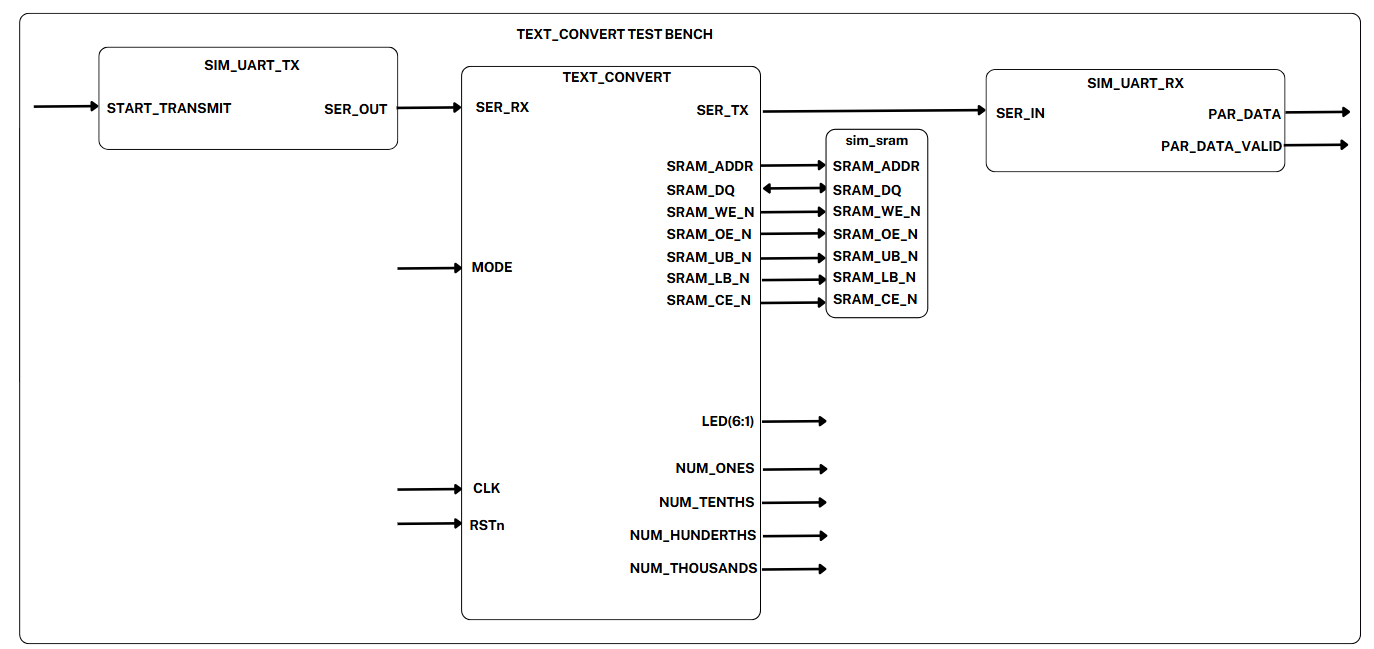 TEXT_CONVERT TEST BENCH
SIM_UART_TX
START_TRANSMIT
SER_OUT
TEXT_CONVERT
SER_RX
SER_TX
MODE
SRAM_ADDR
SRAM_DQ
SRAM_WE_N
SRAM_OE_N
SRAM_UB_N
SRAM_LB_N
SRAM_CE_N
LED(6:1)
CLK
RSTn
NUM_ONES
NUM_TENTHS
NUM_HUNDERTHS
NUM_THOUSANDS
sim_sram
SRAM_ADDR
SRAM_DQ
SRAM_WE_N
SRAM_OE_N
SRAM_UB_N
SRAM_LB_N
SRAM_CE_N
SIM_UART_RX
SER_IN
PAR_DATA
PAR_DATA_VALID